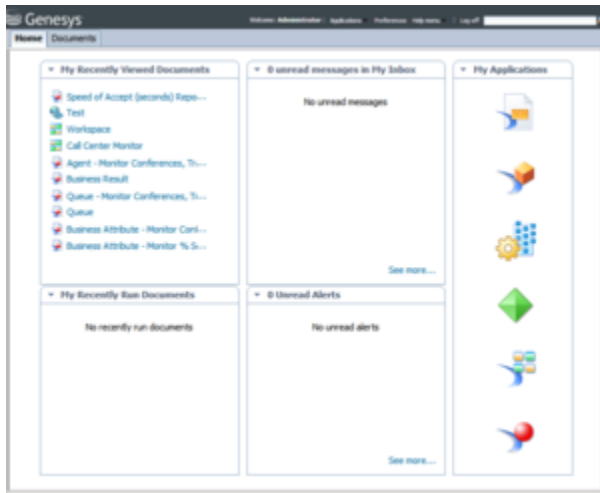 Genesys
Welcome: Administrator | Applications Preferences Help menu | Log off
Home Documents
My Recently Viewed Documents
Speed of Accept (seconds) Repo...
Test
Workspace
Call Center Monitor
Agent - Monitor Conferences, Tr...
Business Result
Queue - Monitor Conferences, Tr...
Queue
Business Attribute - Monitor Conf...
Business Attribute - Monitor % S...
0 unread messages in My Inbox
No unread messages
See more...
My Applications
My Recently Run Documents
No recently run documents
0 Unread Alerts
No unread alerts
See more...